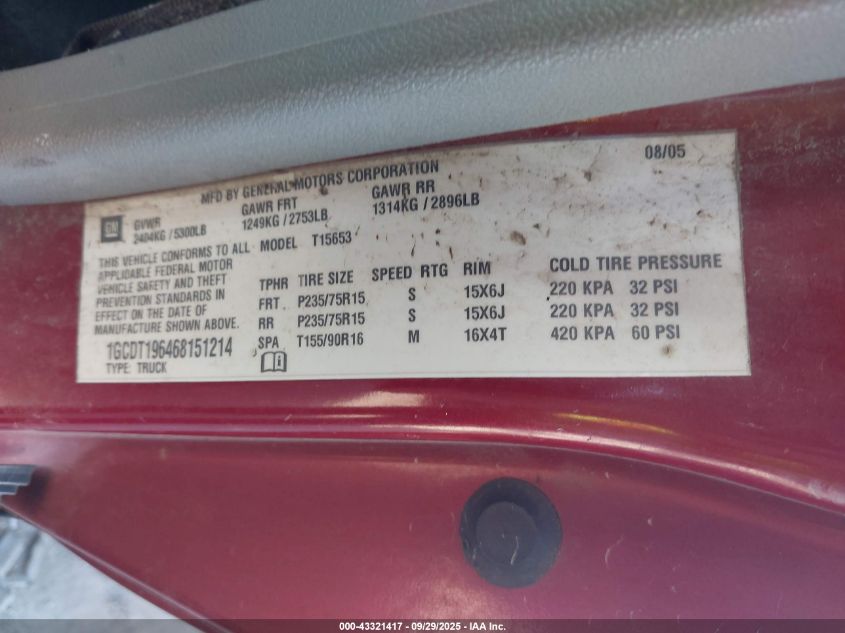 08/05
MFD BY GENERAL MOTORS CORPORATION
GM
GVWR GAWR FRT GAWR RR
2404KG / 5300LB 1249KG / 2753LB 1314KG / 2896LB
THIS VEHICLE CONFORMS TO ALL
APPLICABLE FEDERAL MOTOR
VEHICLE SAFETY AND THEFT
PREVENTION STANDARDS IN
EFFECT ON THE DATE OF
MANUFACTURE SHOWN ABOVE.
1GCDT196468151214
TYPE: TRUCK
MODEL T15653
TPHR TIRE SIZE SPEED RTG RIM COLD TIRE PRESSURE
FRT P235/75R15 S 15X6J 220 KPA 32 PSI
RR P235/75R15 S 15X6J 220 KPA 32 PSI
SPA T155/90R16 M 16X4T 420 KPA 60 PSI
000-43321417 • 09/29/2025 • IAA Inc.